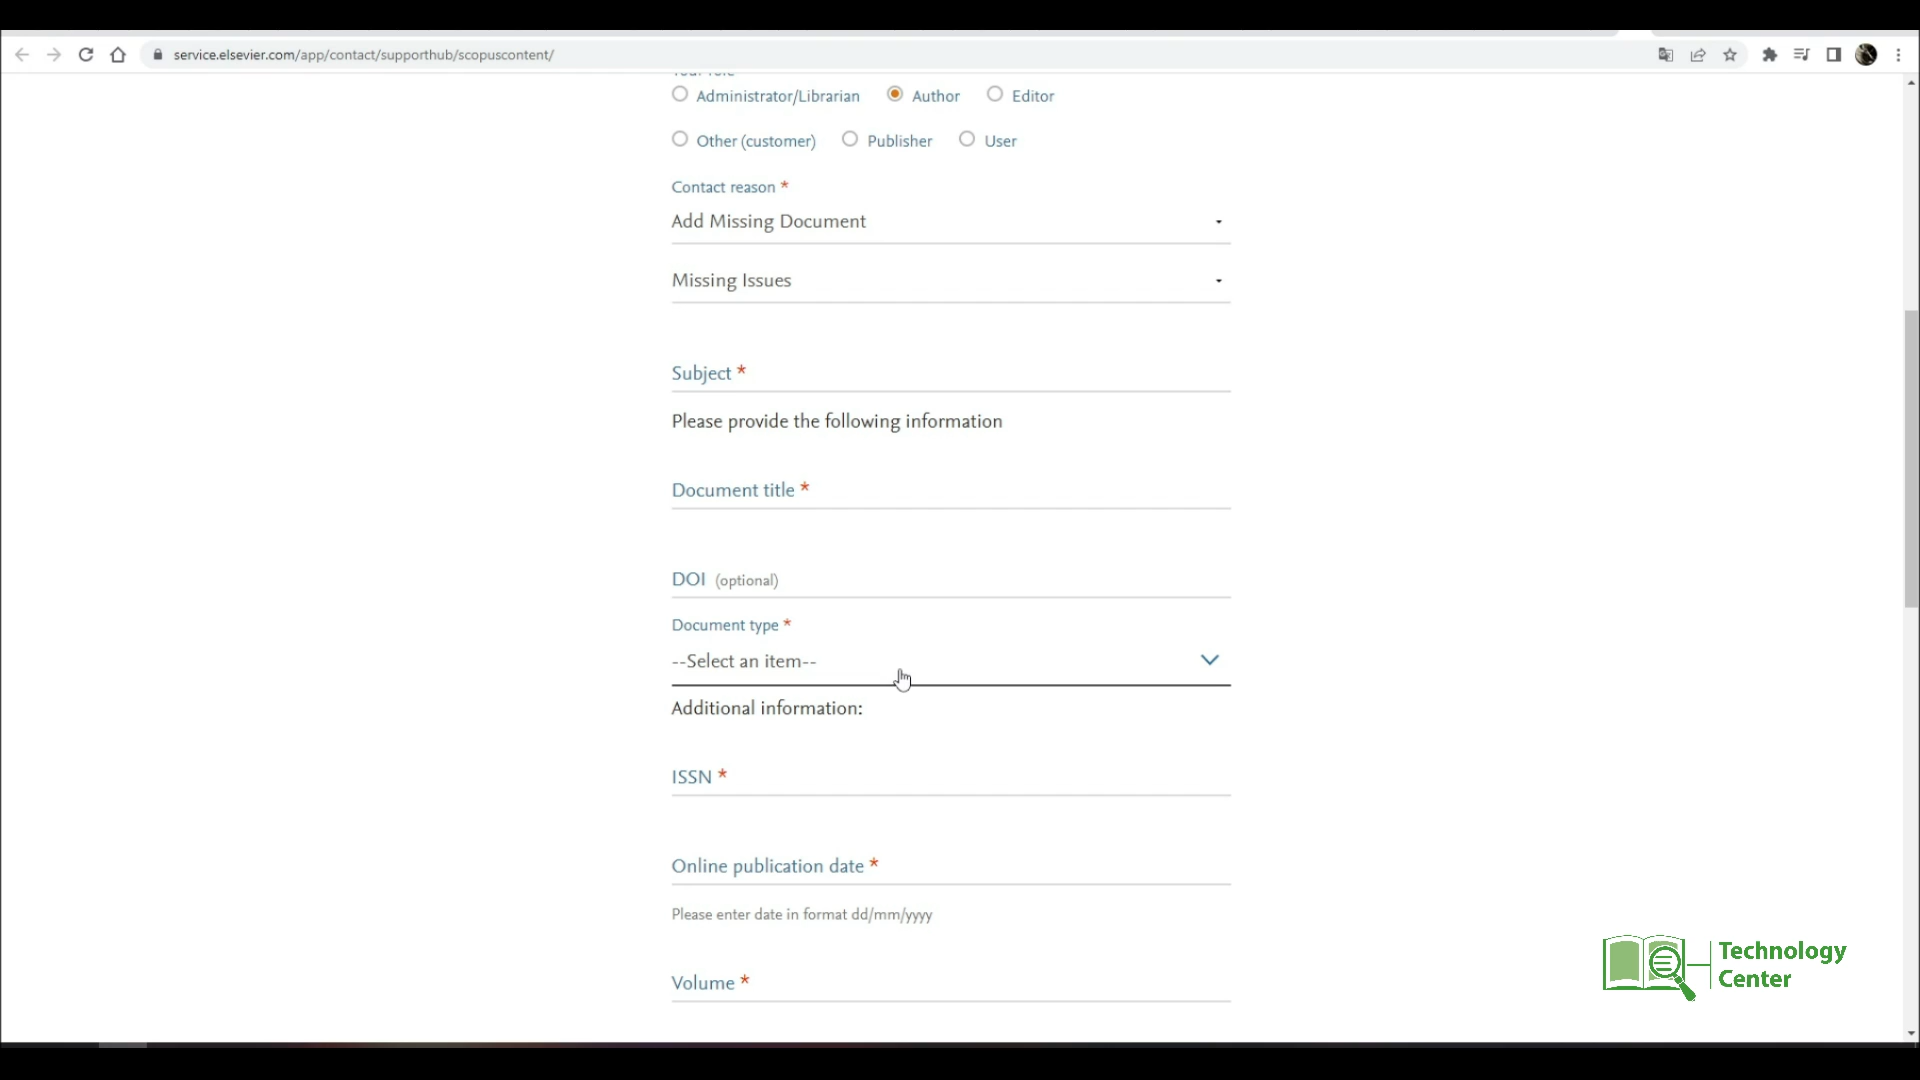 service.elsevier.com/app/contact/supporthub/scopuscontent/
Your role
Administrator/Librarian Author Editor
Other (customer) Publisher User
Contact reason *
Add Missing Document
Missing Issues
Subject *
Please provide the following information
Document title *
DOI (optional)
Document type *
--Select an item--
Additional information:
ISSN *
Online publication date *
Please enter date in format dd/mm/yyyy
Volume *
Technology
Center